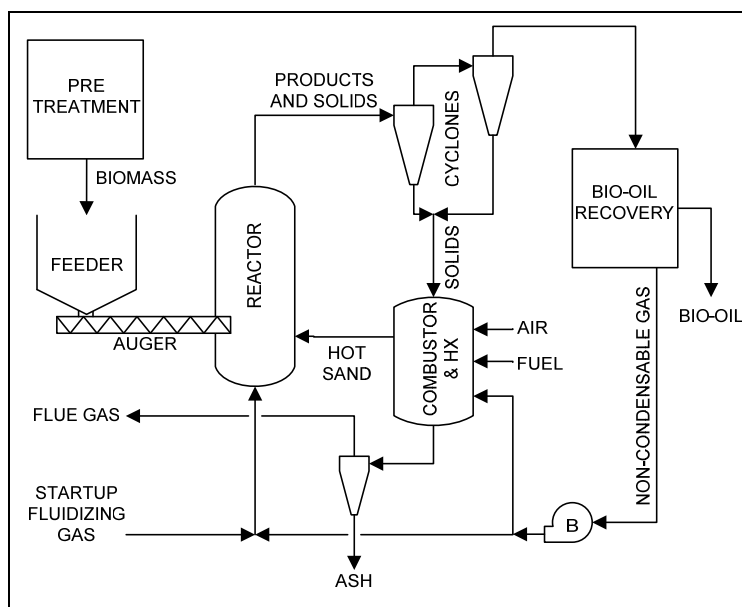 PRE
TREATMENT
PRODUCTS
AND SOLIDS
CYCLONES
BIOMASS
BIO-OIL
RECOVERY
FEEDER
REACTOR
SOLIDS
AUGER
HOT
SAND
COMBUSTOR
& HX
AIR
FUEL
BIO-OIL
NON-CONDENSABLE GAS
FLUE GAS
STARTUP
FLUIDIZING
GAS
B
ASH